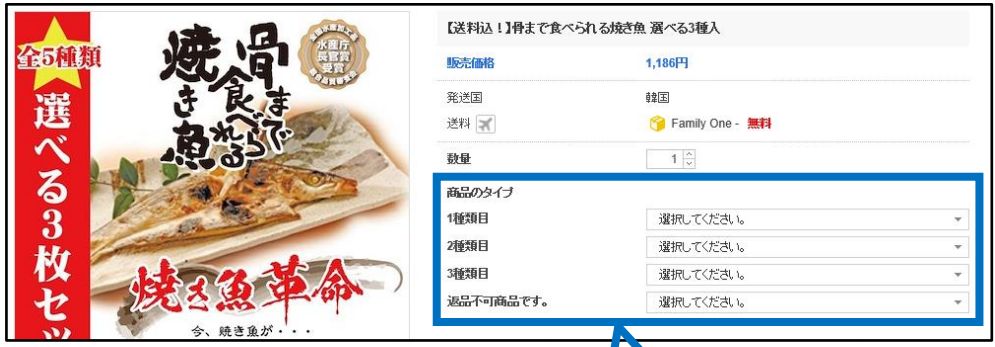 全5種類
選べる3枚セッ
骨まで
食べられる
焼き魚
水産庁
長官賞
受賞
焼き魚革命
今、焼き魚が・・・
【送料込！】骨まで食べられる焼き魚 選べる3種入
販売価格 1,186円
発送国 韓国
送料 Family One - 無料
数量 1
商品のタイプ
1種類目 選択してください。
2種類目 選択してください。
3種類目 選択してください。
返品不可商品です。 選択してください。